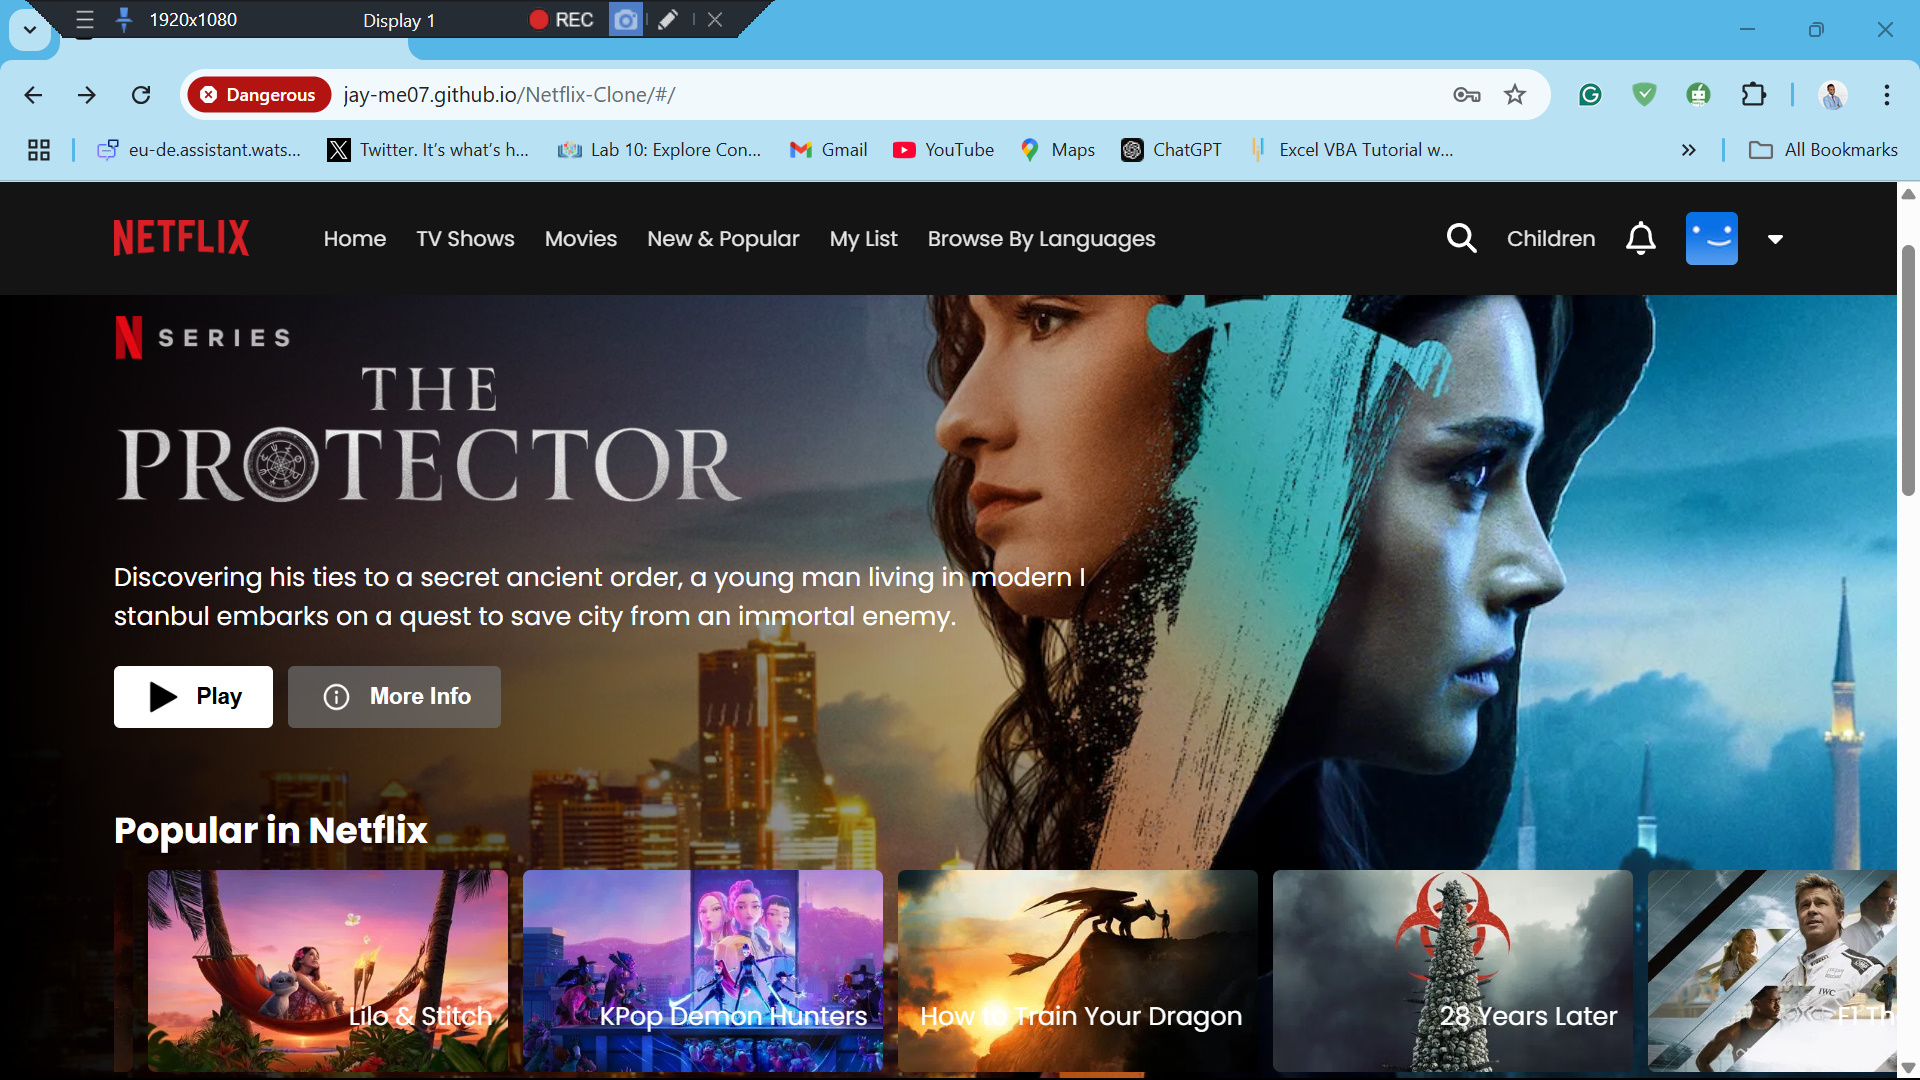 1920x1080
Display 1
REC
Dangerous
jay-me07.github.io/Netflix-Clone/#/
eu-de.assistant.wats...
Twitter. It's what's h...
Lab 10: Explore Con...
Gmail
YouTube
Maps
ChatGPT
Excel VBA Tutorial w...
All Bookmarks
NETFLIX
Home
TV Shows
Movies
New & Popular
My List
Browse By Languages
Children
N SERIES
THE
PROTECTOR
Discovering his ties to a secret ancient order, a young man living in modern I
stanbul embarks on a quest to save city from an immortal enemy.
Play
More Info
Popular in Netflix
Lilo & Stitch
KPop Demon Hunters
How to Train Your Dragon
28 Years Later
F1 Th
IWC